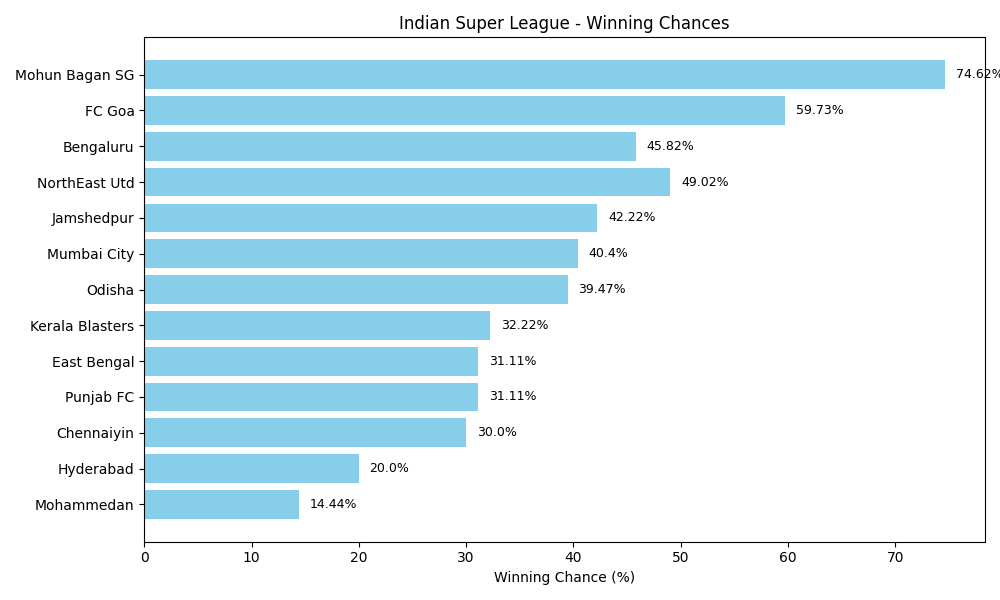 Indian Super League - Winning Chances
Mohun Bagan SG 74.62%
FC Goa 59.73%
Bengaluru 45.82%
NorthEast Utd 49.02%
Jamshedpur 42.22%
Mumbai City 40.4%
Odisha 39.47%
Kerala Blasters 32.22%
East Bengal 31.11%
Punjab FC 31.11%
Chennaiyin 30.0%
Hyderabad 20.0%
Mohammedan 14.44%
0 10 20 30 40 50 60 70
Winning Chance (%)